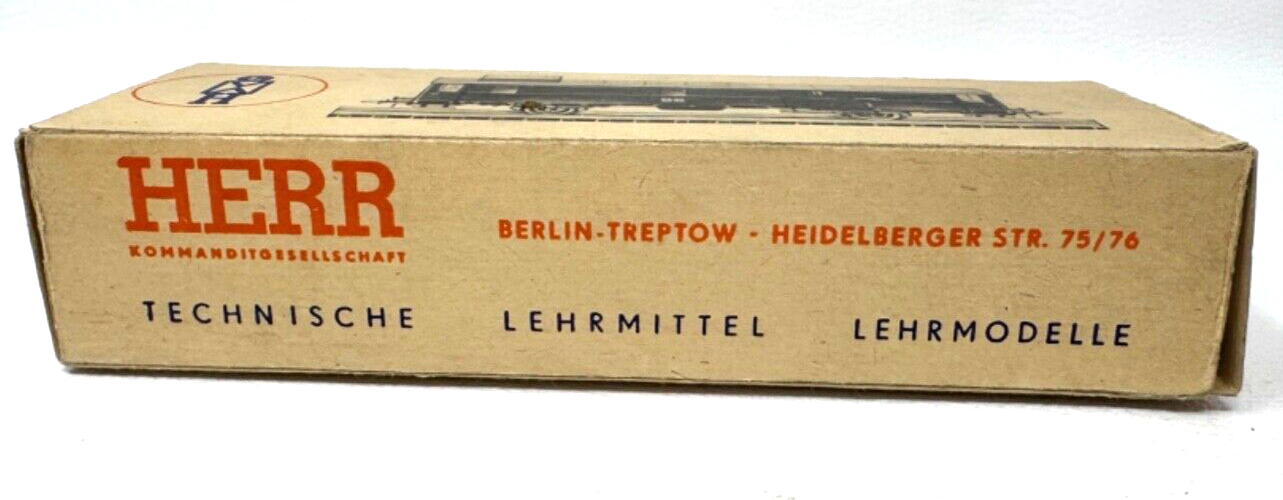 HERR
KOMMANDITGESELLSCHAFT
BERLIN-TREPTOW - HEIDELBERGER STR. 75/76
TECHNISCHE LEHRMITTEL LEHRMODELLE